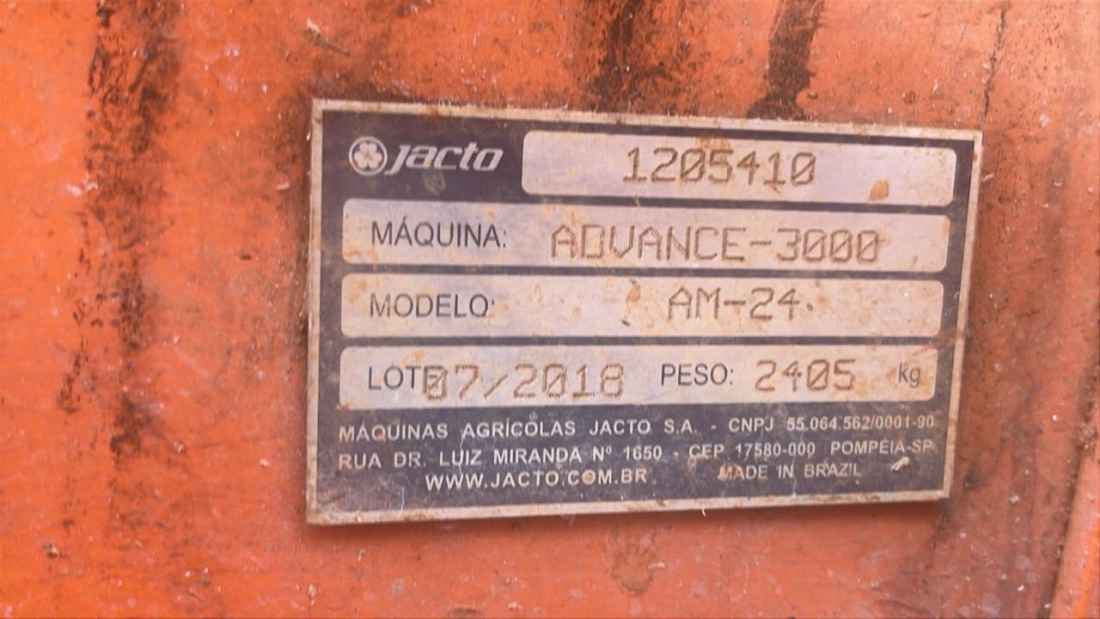 Jacto 1205410
MÁQUINA: ADVANCE-3000
MODELO: AM-24
LOTE 07/2018 PESO: 2405 kg
MÁQUINAS AGRÍCOLAS JACTO S.A. - CNPJ 55.064.562/0001-90
RUA DR. LUIZ MIRANDA Nº 1650 - CEP 17580-000 POMPÉIA-SP
WWW.JACTO.COM.BR MADE IN BRAZIL